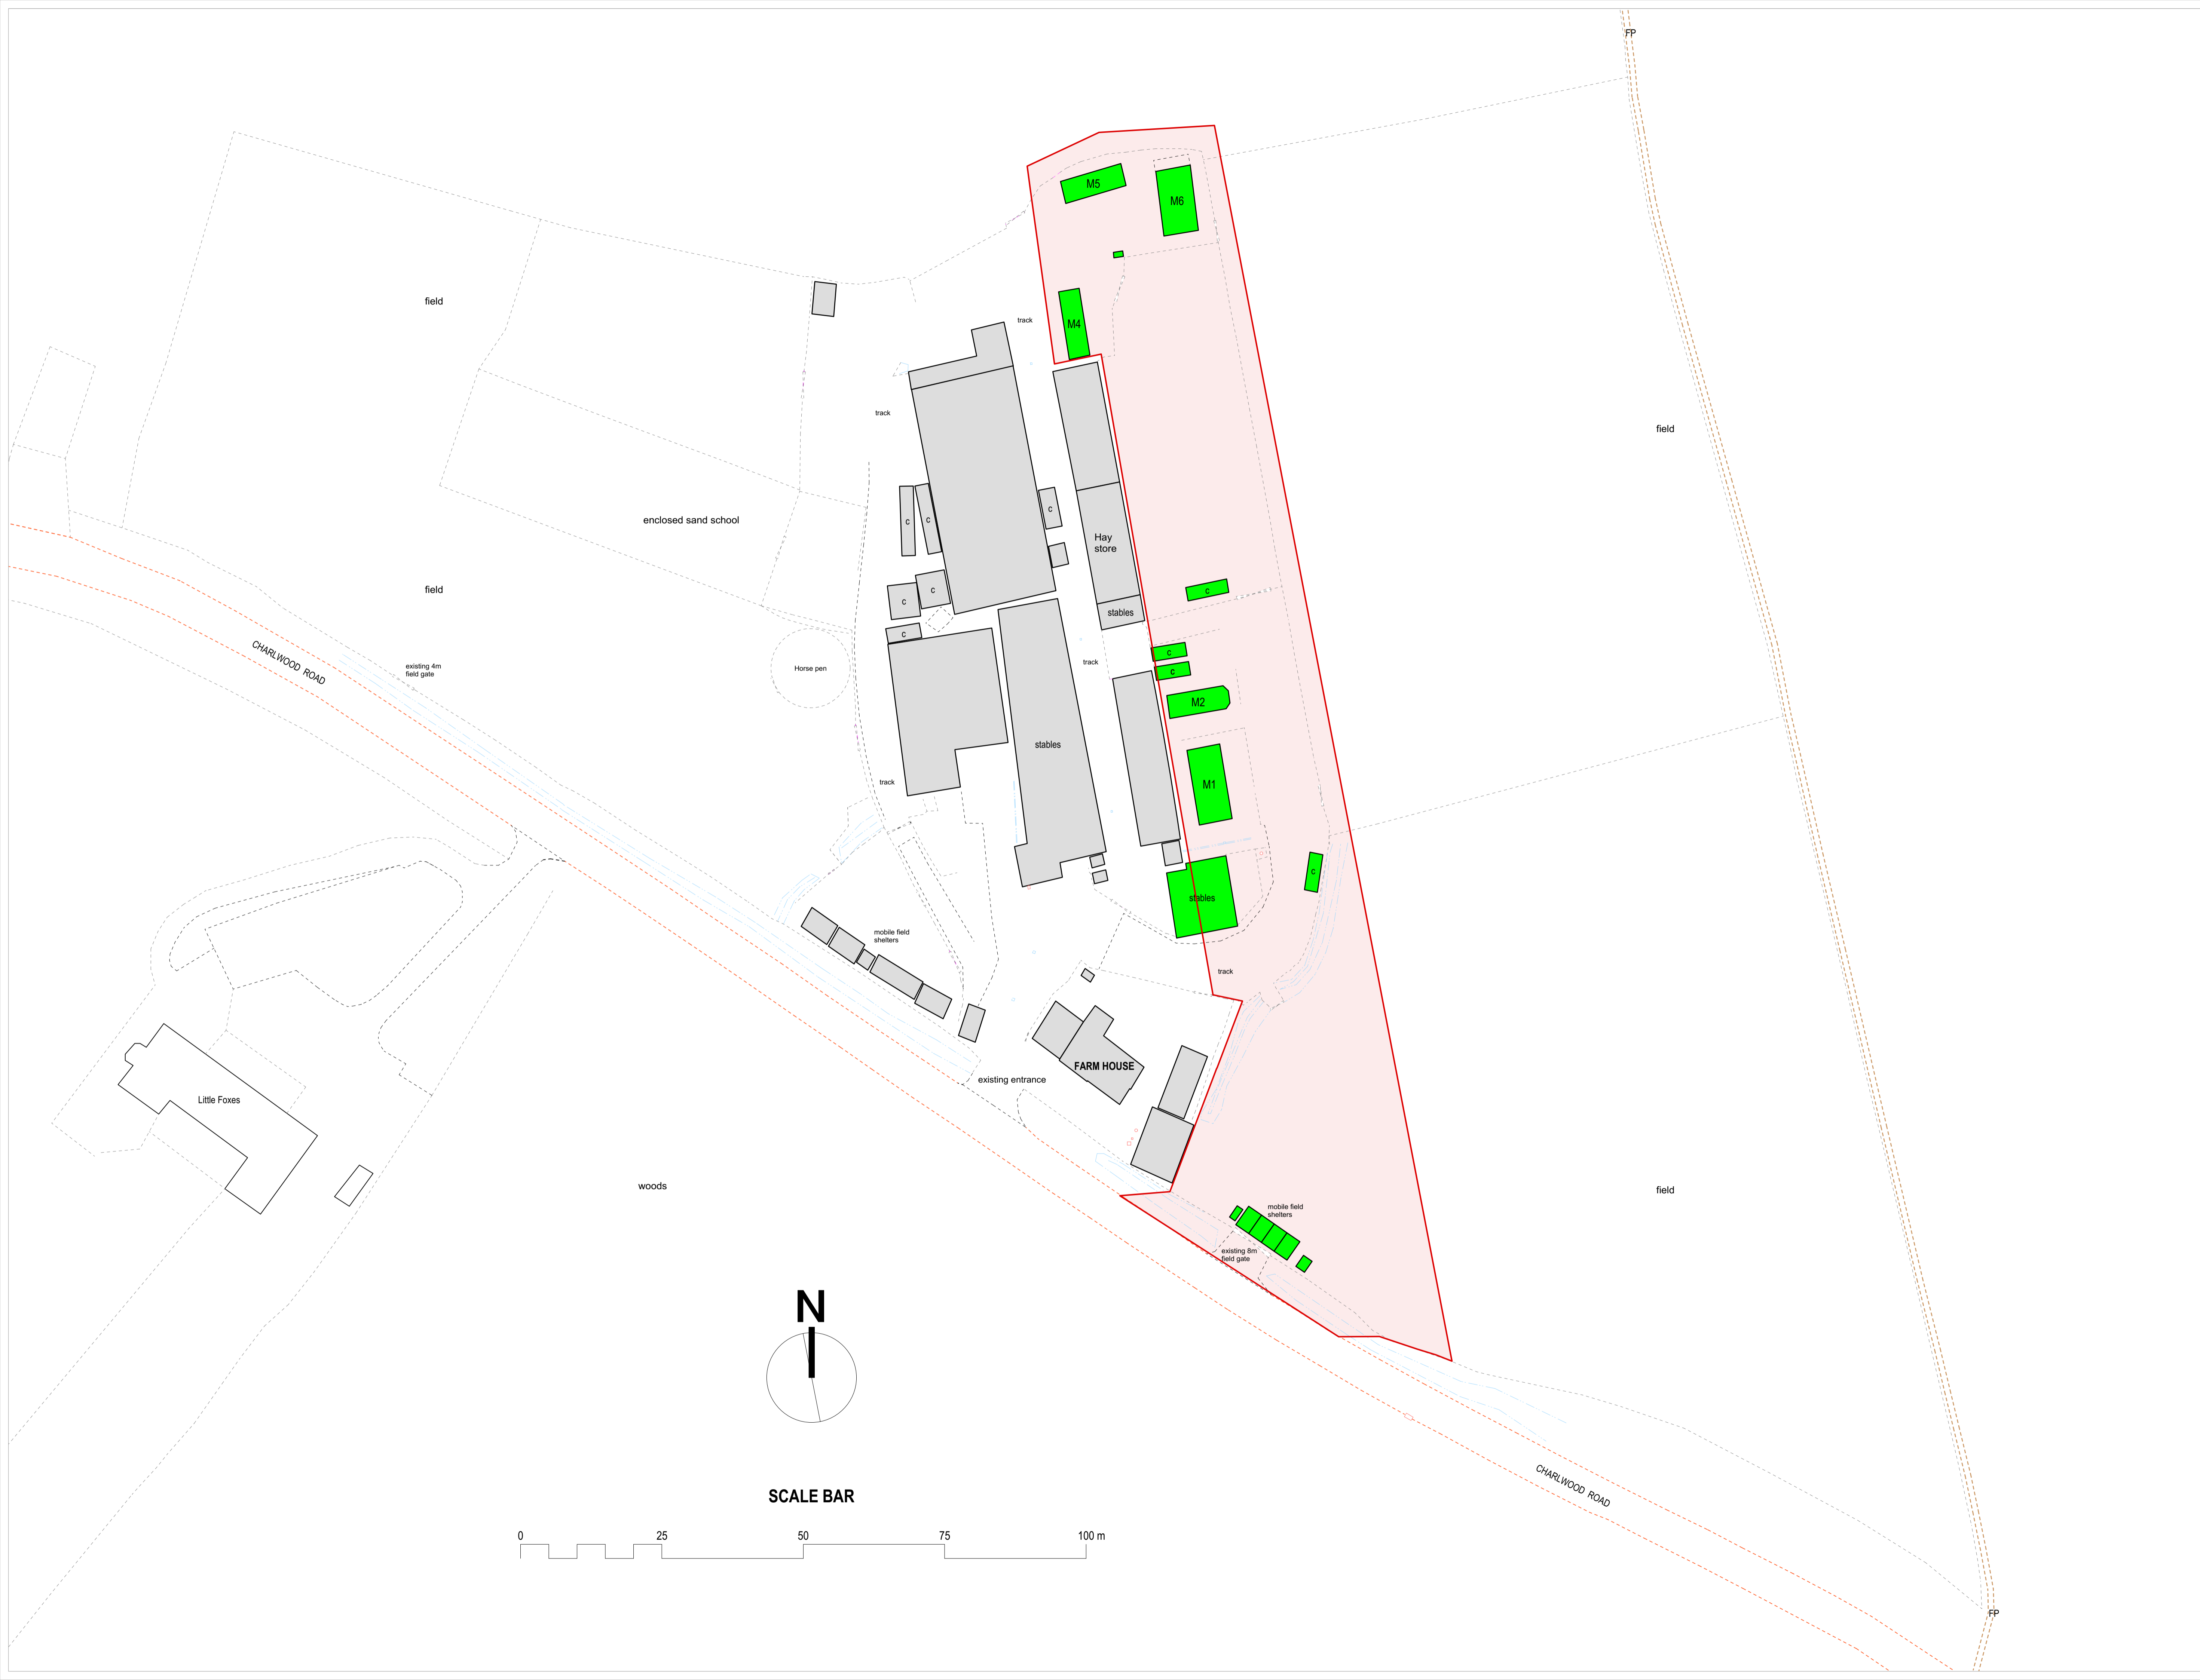 FP
M5
M6
field
track
M4
track
field
c
c
c
enclosed sand school
Hay
store
field
c
c
c
stables
c
CHARLWOOD ROAD
existing 4m
field gate
Horse pen
track
c
c
M2
stables
track
M1
c
stables
mobile field
shelters
track
FARM HOUSE
existing entrance
Little Foxes
woods
field
mobile field
shelters
existing 8m
field gate
N
CHARLWOOD ROAD
SCALE BAR
0 25 50 75 100 m
FP